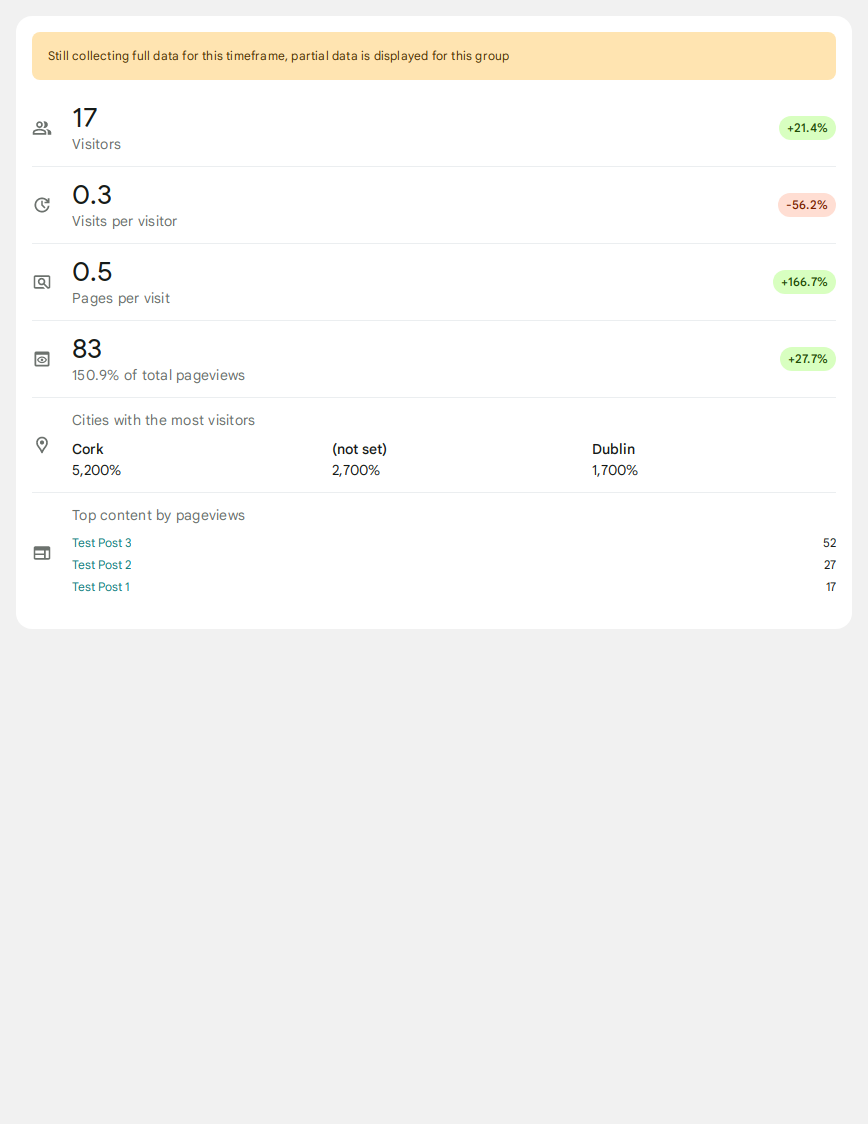 Still collecting full data for this timeframe, partial data is displayed for this group
17
Visitors
+21.4%
0.3
Visits per visitor
-56.2%
0.5
Pages per visit
+166.7%
83
150.9% of total pageviews
+27.7%
Cities with the most visitors
Cork (not set) Dublin
5,200% 2,700% 1,700%
Top content by pageviews
Test Post 3 52
Test Post 2 27
Test Post 1 17